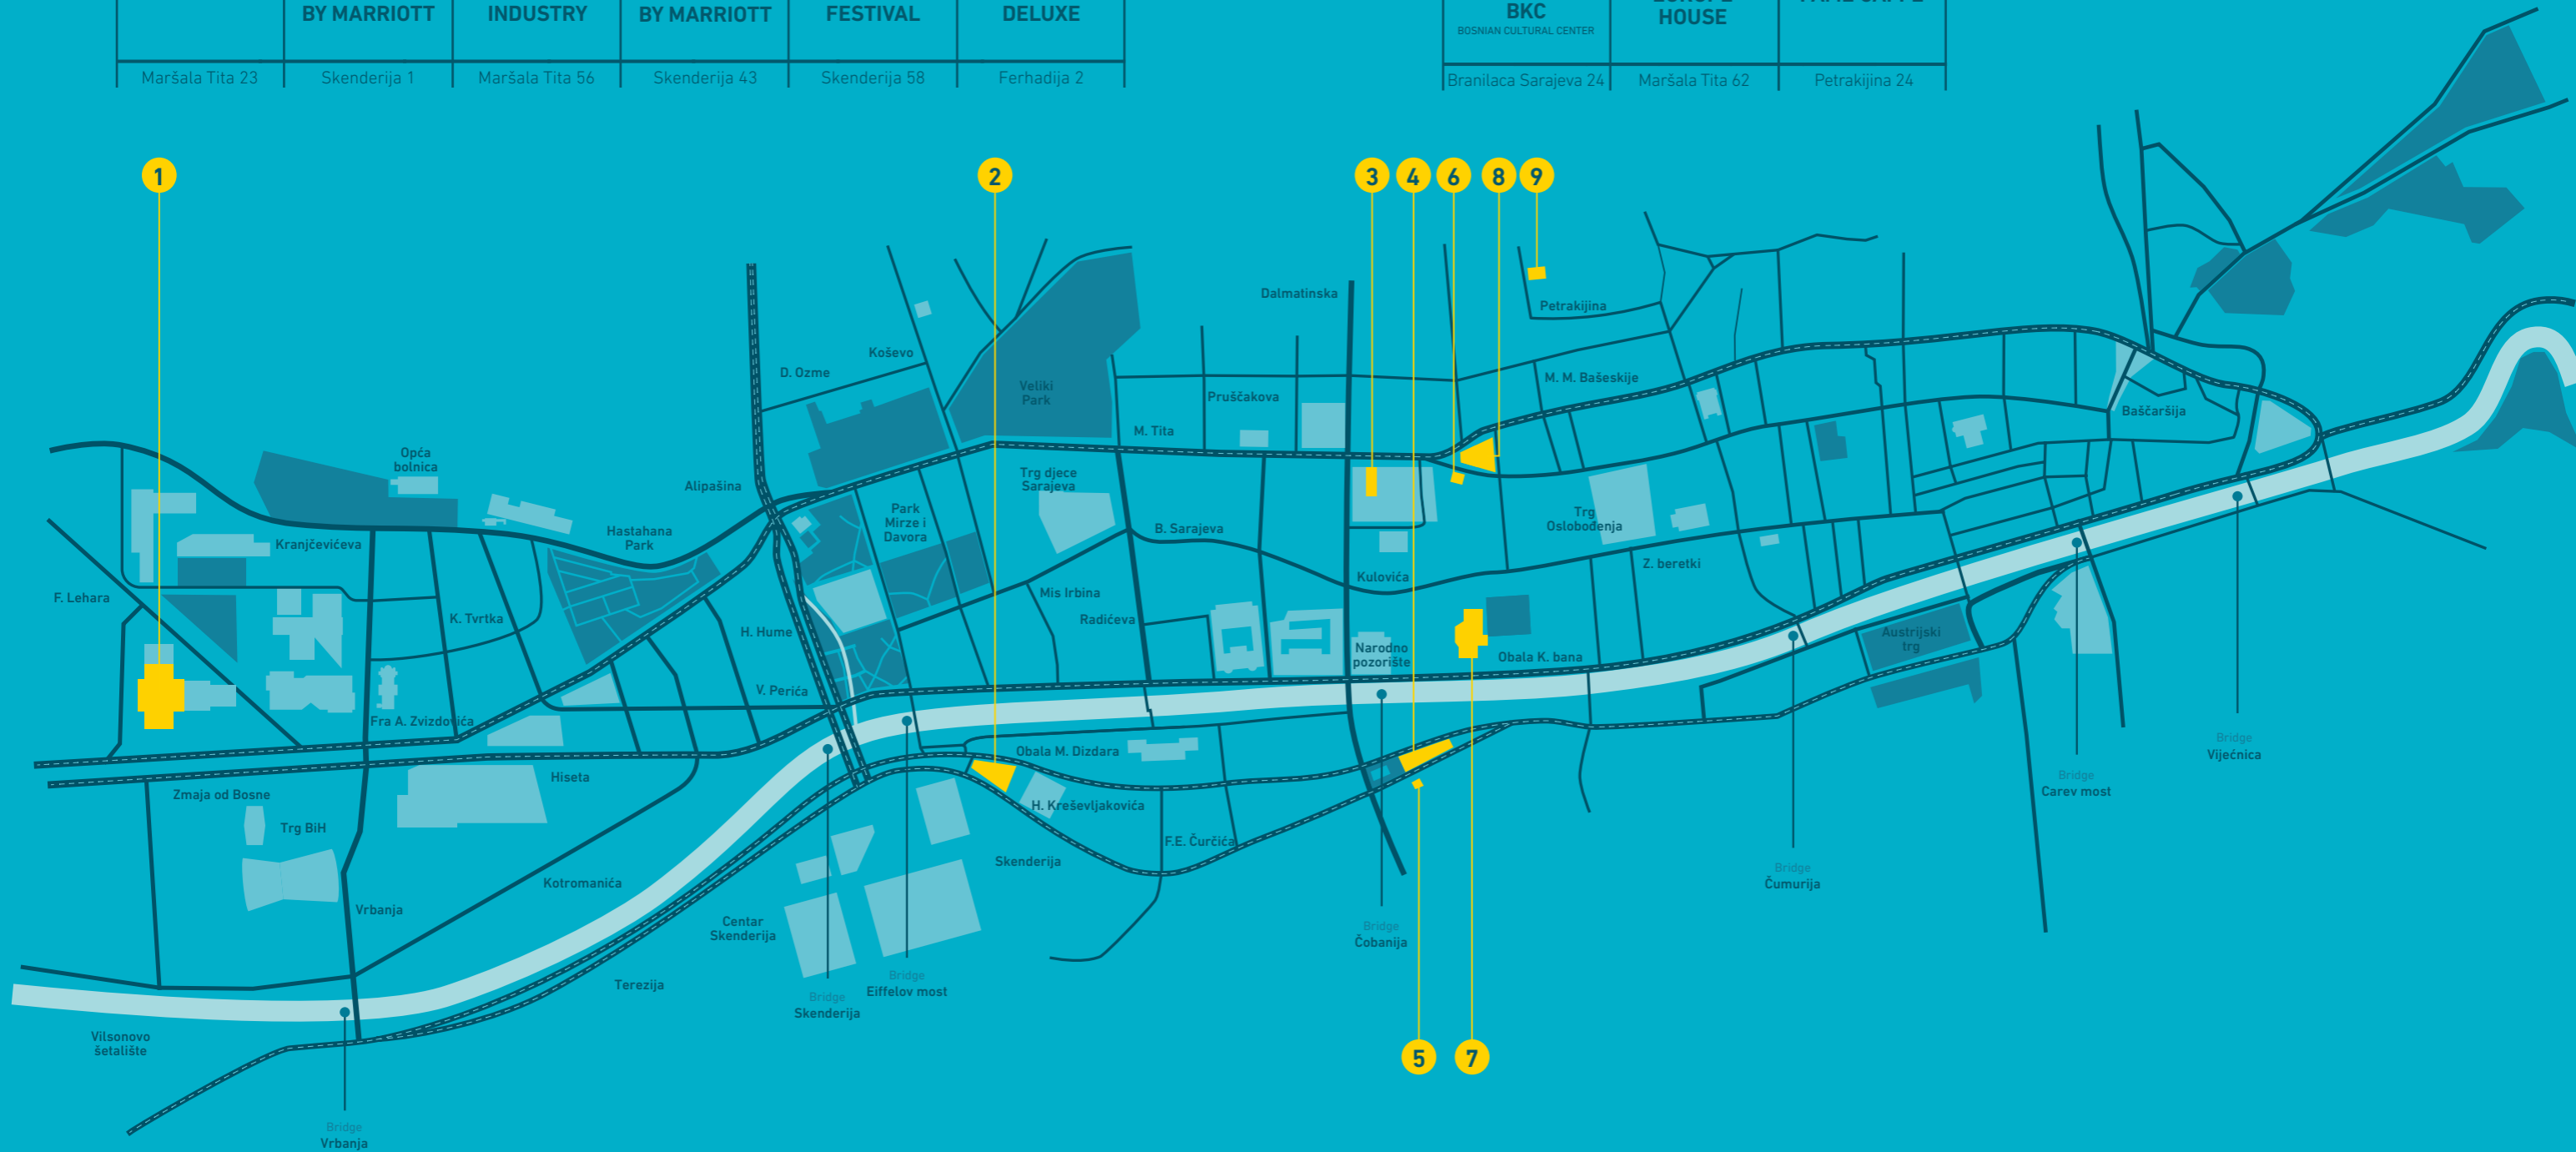 BY MARRIOTT
INDUSTRY
BY MARRIOTT
FESTIVAL
DELUXE
BKC
BOSNIAN CULTURAL CENTER
HOUSE
Maršala Tita 23
Skenderija 1
Maršala Tita 56
Skenderija 43
Skenderija 58
Ferhadija 2
Branilaca Sarajeva 24
Maršala Tita 62
Petrakijina 24
1
2
3
4
6
8
9
Dalmatinska
Petrakijina
Koševo
D. Ozme
Veliki
Park
M. M. Bašeskije
Pruščakova
Baščaršija
M. Tita
Opća
bolnica
Trg djece
Sarajeva
Alipašina
Park
Mirze i
Davora
Trg
Oslobođenja
B. Sarajeva
Hastahana
Park
Kranjčevićeva
Z. beretki
Kulovića
Mis Irbina
F. Lehara
K. Tvrtka
Radićeva
H. Hume
Austrijski
trg
Narodno
pozorište
Obala K. bana
V. Perića
Fra A. Zvizdovića
Obala M. Dizdara
Bridge
Vijećnica
Hiseta
Bridge
Carev most
Zmaja od Bosne
H. Kreševljakovića
Trg BiH
F.E. Čurčića
Skenderija
Bridge
Čumurija
Kotromanića
Vrbanja
Centar
Skenderija
Bridge
Čobanija
Terezija
Bridge
Eiffelov most
Bridge
Skenderija
Vilsonovo
šetalište
5
7
Bridge
Vrbanja